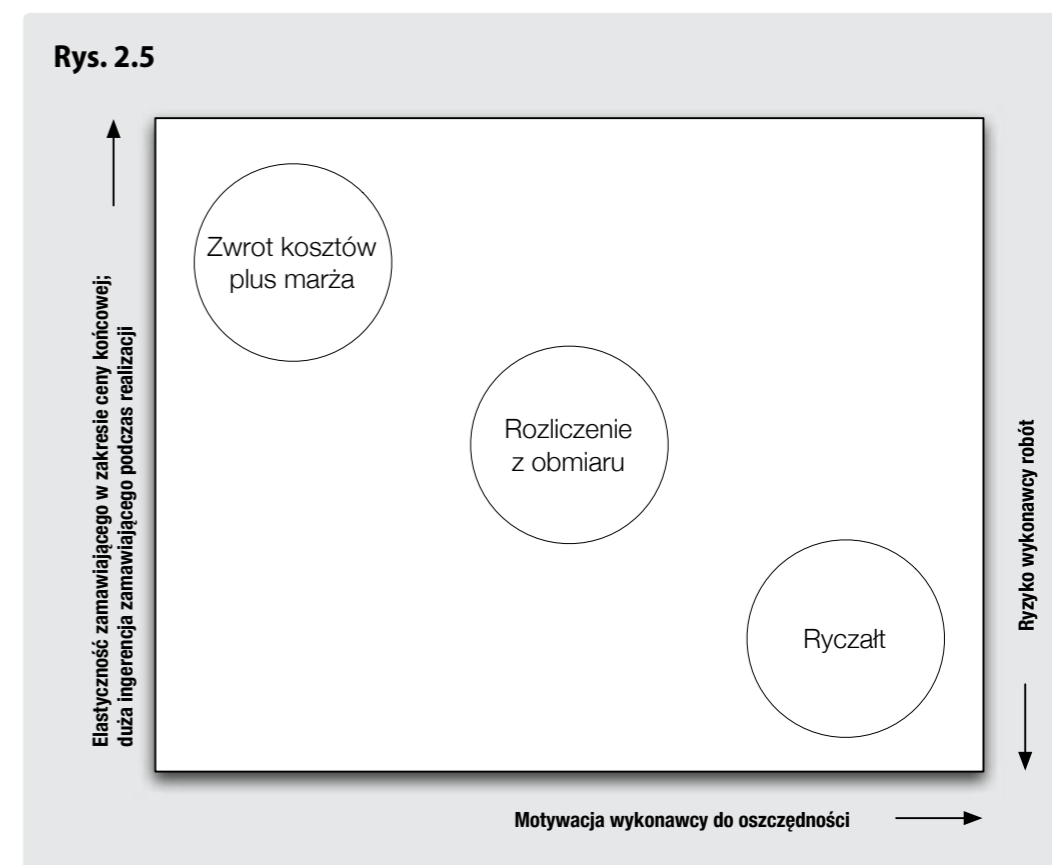 Rys. 2.5
Elastyczność zamawiającego w zakresie ceny końcowej;
duża ingerencja zamawiającego podczas realizacji
Zwrot kosztów
plus marża
Rozliczenie
z obmiaru
Ryczałt
Ryzyko wykonawcy robót
Motywacja wykonawcy do oszczędności